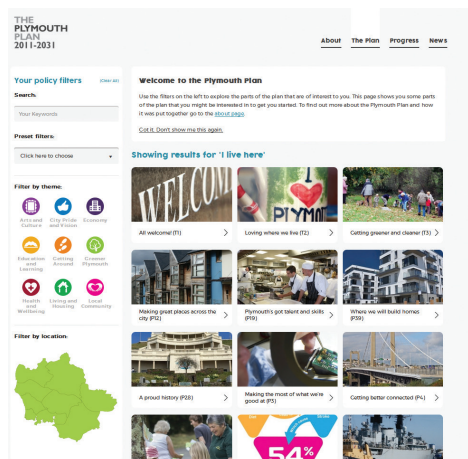 THE
PLYMOUTH
PLAN
2011-2031
About The Plan Progress News
Your policy filters
(Clear all)
Search:
Your Keywords
Preset filters:
Click here to choose
Filter by theme:
Arts and
Culture
City Pride
and Vision
Economy
Education
and
Learning
Getting
Around
Greener
Plymouth
Health
and
Wellbeing
Living and
Housing
Local
Community
Filter by location:
Welcome to the Plymouth Plan
Use the filters on the left to explore the parts of the plan that are of interest to you. This page shows you some parts
of the plan that you might be interested in to get you started. To find out more about the Plymouth Plan and how
it was put together go to the about page.
Got it. Don't show me this again.
Showing results for 'I live here'
WELCOM
I
PLYMO
All welcome! (T1)
Loving where we live (T2)
Getting greener and cleaner (T3)
Making great places across the
city (P12)
Plymouth's got talent and skills
(P19)
Where we will build homes
(P39)
A proud history (P28)
Making the most of what we're
good at (P3)
Getting better connected (P4)
54%